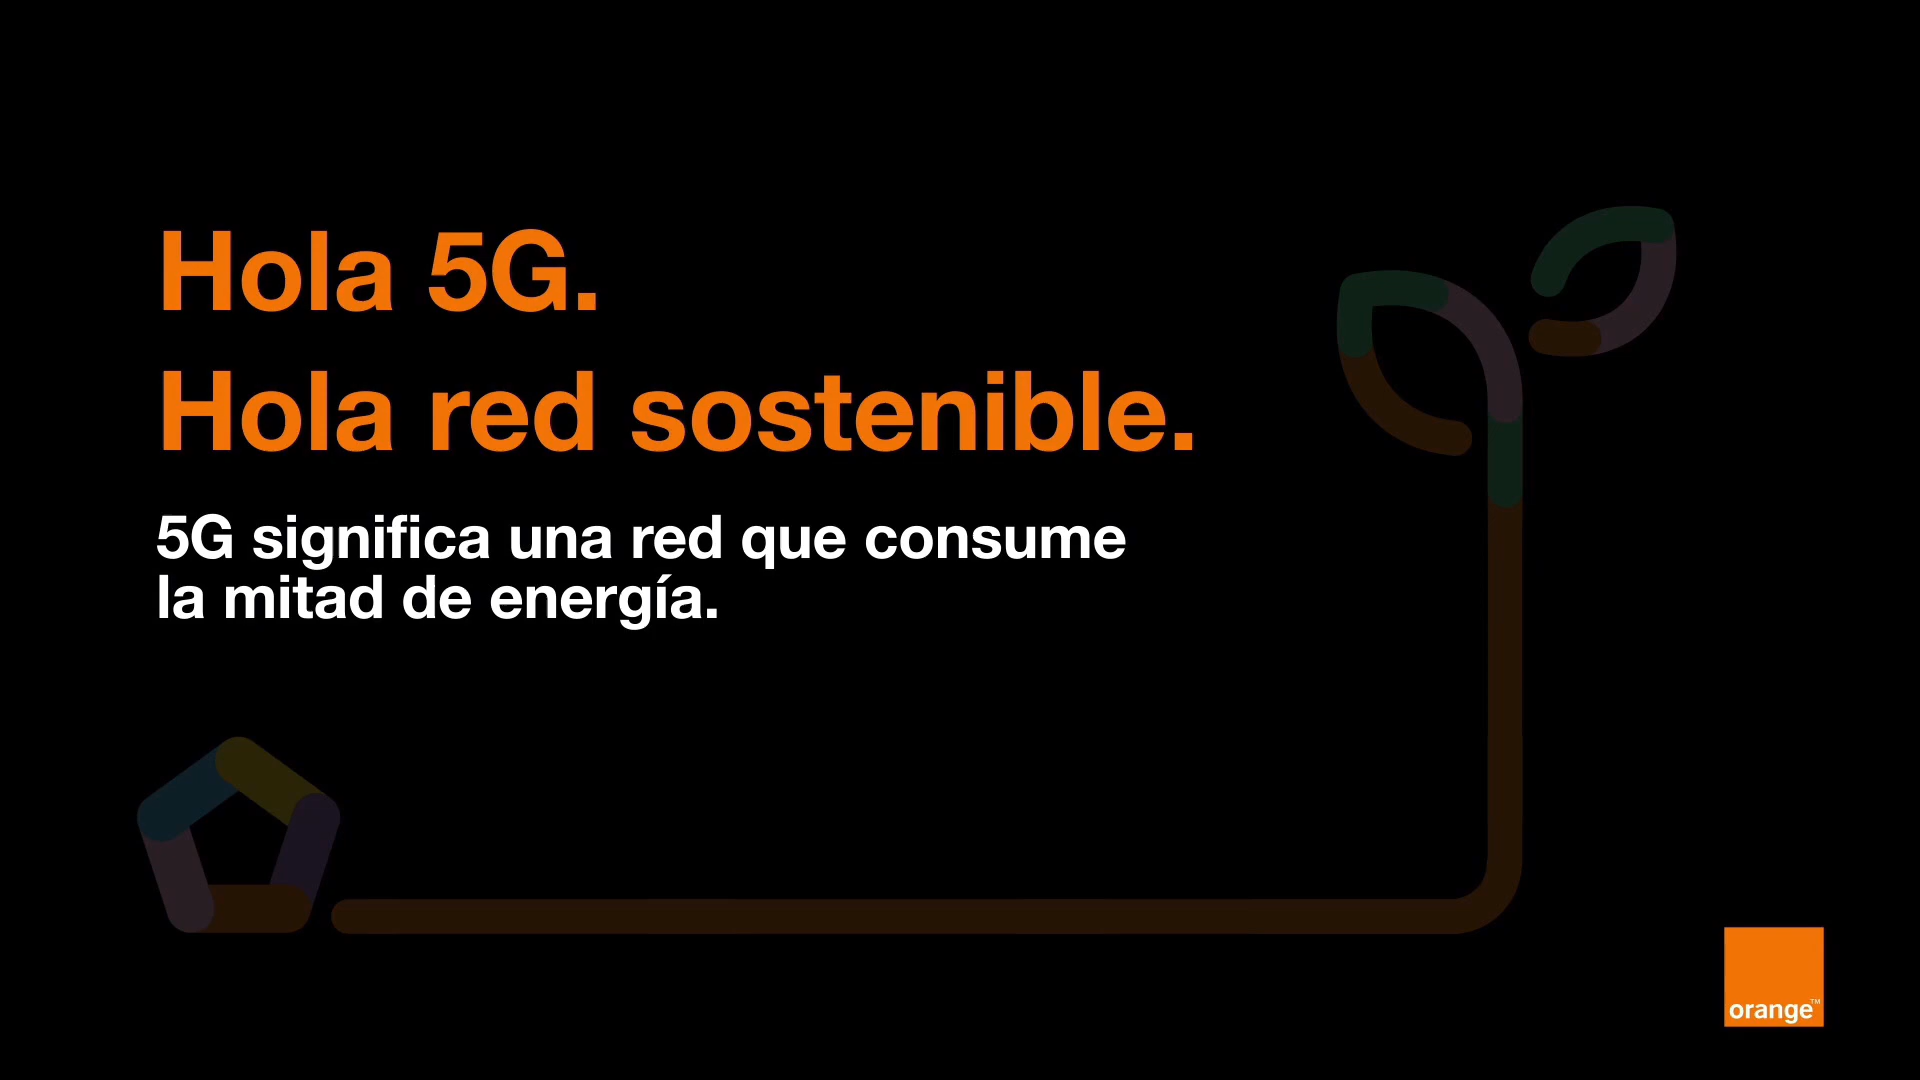 Hola 5G.
Hola red sostenible.
5G significa una red que consume
la mitad de energía.
orange™